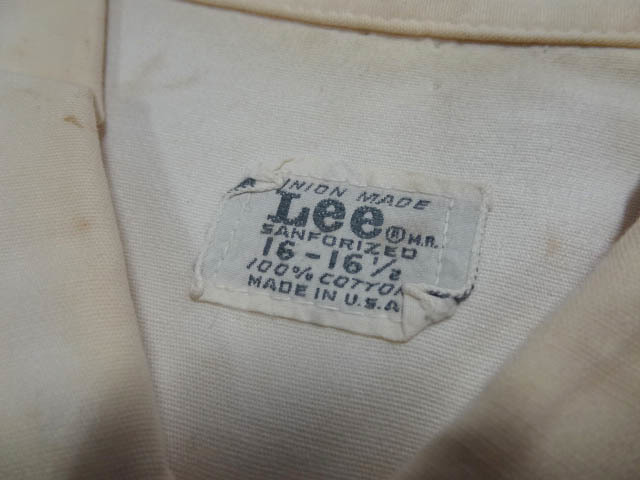 UNION MADE
Lee ® M.R.
SANFORIZED
16-16½
100% COTTON
MADE IN U.S.A